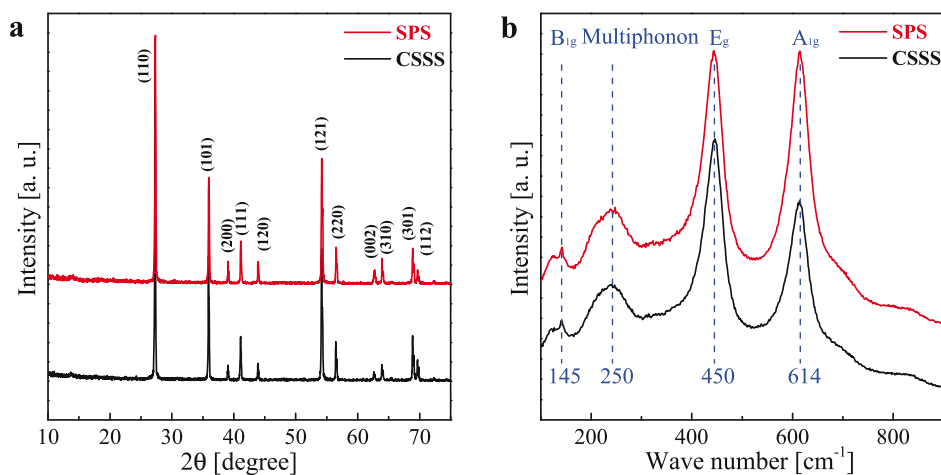 a
SPS
CSSS
(110)
(101)
(200)
(111)
(120)
(121)
(220)
(002)
(310)
(301)
(112)
Intensity [a. u.]
10 20 30 40 50 60 70
2θ [degree]
b
B1g Multiphonon Eg A1g
SPS
CSSS
Intensity [a. u.]
145 250 450 614
200 400 600 800
Wave number [cm-1]